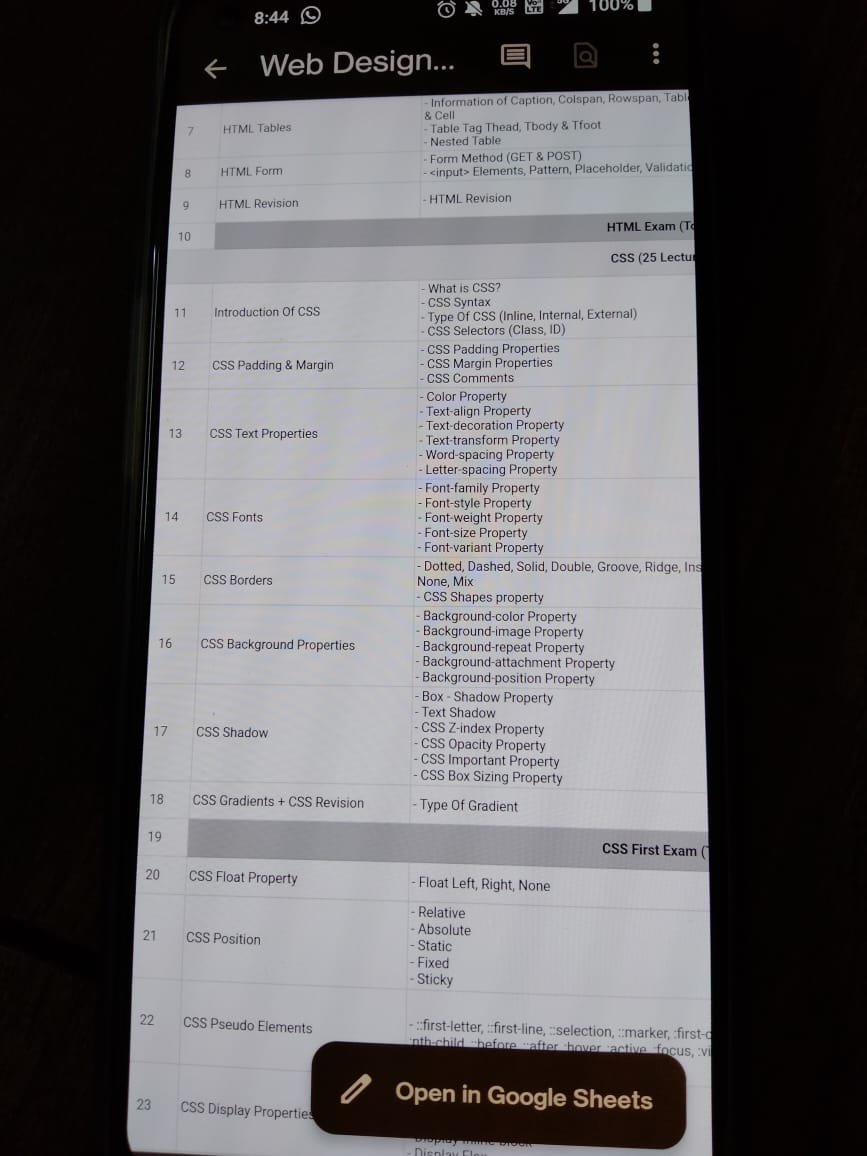 8:44
0.08
KB/S
Vo
LTE
5G
100%
Web Design...
7 HTML Tables
- Information of Caption, Colspan, Rowspan,
& Cell
- Table Tag Thead, Tbody & Tfoot
- Nested Table
8 HTML Form
- Form Method (GET & POST)
- <input> Elements, Pattern, Placeholder,
9 HTML Revision
- HTML Revision
10 HTML Exam
CSS (25
11 Introduction Of CSS
- What is CSS?
- CSS Syntax
- Type Of CSS (Inline, Internal, External)
- CSS Selectors (Class, ID)
12 CSS Padding & Margin
- CSS Padding Properties
- CSS Margin Properties
- CSS Comments
13 CSS Text Properties
- Color Property
- Text-align Property
- Text-decoration Property
- Text-transform Property
- Word-spacing Property
- Letter-spacing Property
14 CSS Fonts
- Font-family Property
- Font-style Property
- Font-weight Property
- Font-size Property
- Font-variant Property
15 CSS Borders
- Dotted, Dashed, Solid, Double, Groove, Ridge, Ins
None, Mix
- CSS Shapes property
16 CSS Background Properties
- Background-color Property
- Background-image Property
- Background-repeat Property
- Background-attachment Property
- Background-position Property
17 CSS Shadow
- Box - Shadow Property
- Text Shadow
- CSS Z-index Property
- CSS Opacity Property
- CSS Important Property
- CSS Box Sizing Property
18 CSS Gradients + CSS Revision
- Type Of Gradient
19 CSS First Exam (
20 CSS Float Property
- Float Left, Right, None
21 CSS Position
- Relative
- Absolute
- Static
- Fixed
- Sticky
22 CSS Pseudo Elements
- ::first-letter, ::first-line, ::selection, ::marker,
:nth-child, ::before, ::after, :hover, :active, :focus,
23 CSS Display
Open in Google Sheets
- Display Flex